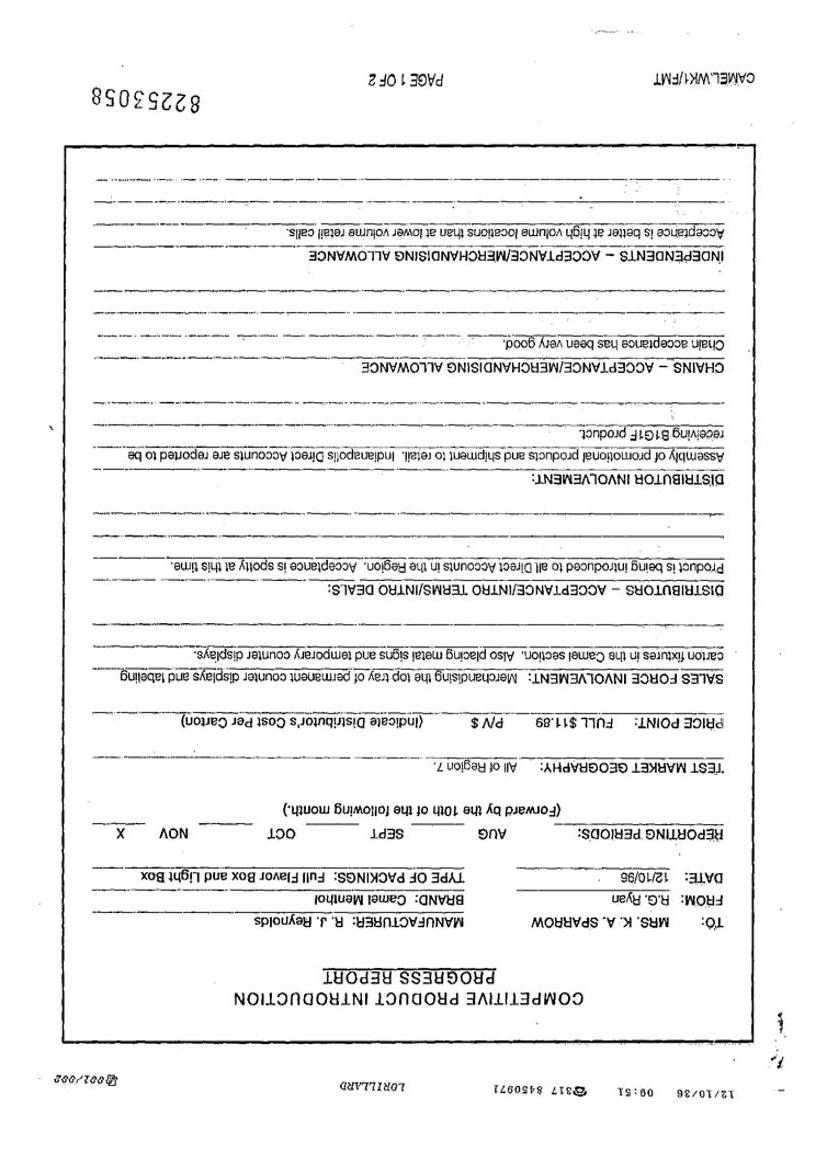 12/10/96 09:51 ☎317 8450971 LORILLARD 001/002
COMPETITIVE PRODUCT INTRODUCTION
PROGRESS REPORT
TO: MRS. K. A. SPARROW MANUFACTURER: R. J. Reynolds
FROM: R.G. Ryan BRAND: Camel Menthol
DATE: 12/10/96 TYPE OF PACKINGS: Full Flavor Box and Light Box
REPORTING PERIODS: AUG SEPT OCT NOV X
(Forward by the 10th of the following month.)
TEST MARKET GEOGRAPHY: All of Region 7.
PRICE POINT: FULL $11.89 P/V $ (Indicate Distributor's Cost Per Carton)
SALES FORCE INVOLVEMENT: Merchandising the top tray of permanent counter displays and labeling
carton fixtures in the Camel section. Also placing metal signs and temporary counter displays.
DISTRIBUTORS – ACCEPTANCE/INTRO TERMS/INTRO DEALS:
Product is being introduced to all Direct Accounts in the Region. Acceptance is spotty at this time.
DISTRIBUTOR INVOLVEMENT:
Assembly of promotional products and shipment to retail. Indianapolis Direct Accounts are reported to be
receiving B1G1F product.
CHAINS – ACCEPTANCE/MERCHANDISING ALLOWANCE
Chain acceptance has been very good.
INDEPENDENTS – ACCEPTANCE/MERCHANDISING ALLOWANCE
Acceptance is better at high volume locations than at lower volume retail calls.
82253058
CAMEL.WK1/FMT PAGE 1 OF 2